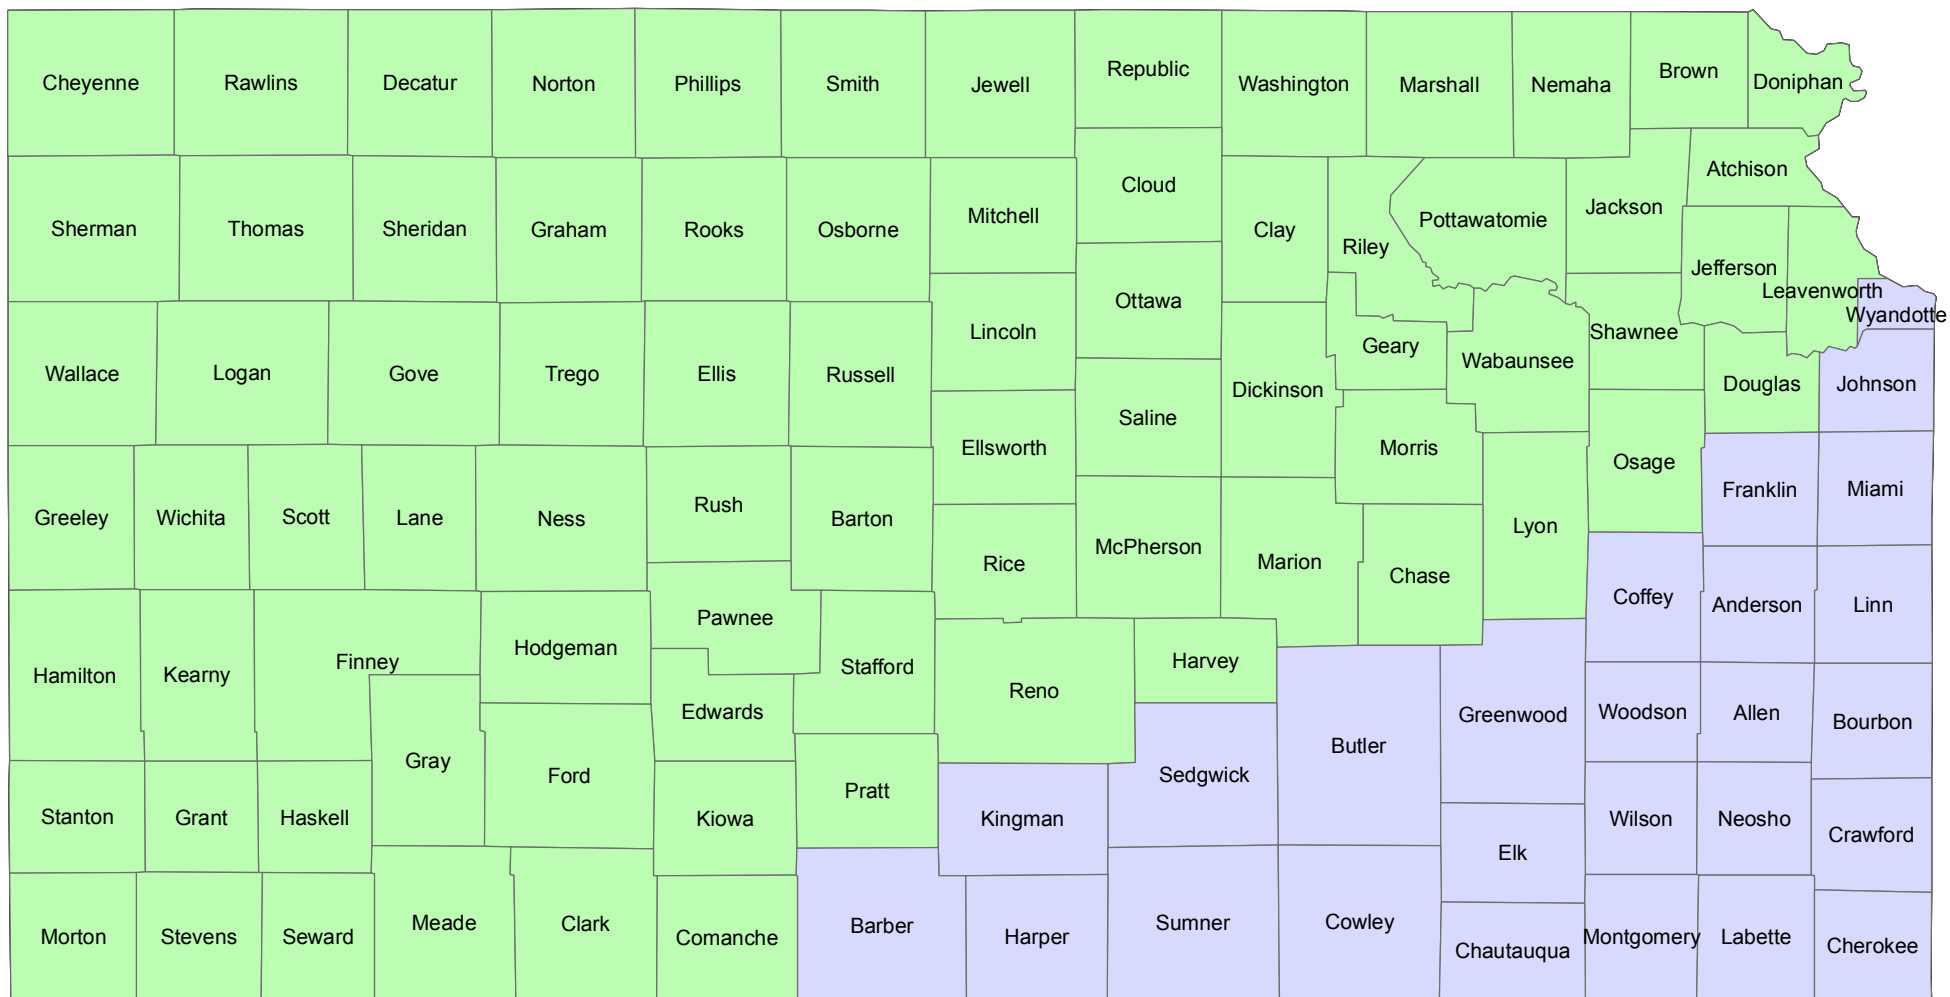 Cheyenne
Rawlins
Decatur
Norton
Phillips
Smith
Jewell
Republic
Washington
Marshall
Nemaha
Brown
Doniphan
Sherman
Thomas
Sheridan
Graham
Rooks
Osborne
Mitchell
Cloud
Clay
Riley
Pottawatomie
Jackson
Atchison
Jefferson
Leavenworth
Wyandotte
Wallace
Logan
Gove
Trego
Ellis
Russell
Lincoln
Ottawa
Saline
Dickinson
Geary
Wabaunsee
Shawnee
Douglas
Johnson
Greeley
Wichita
Scott
Lane
Ness
Rush
Barton
Ellsworth
Rice
McPherson
Marion
Morris
Chase
Lyon
Osage
Franklin
Miami
Hamilton
Kearny
Finney
Hodgeman
Pawnee
Edwards
Stafford
Reno
Harvey
Coffey
Anderson
Linn
Gray
Ford
Kiowa
Pratt
Kingman
Sedgwick
Butler
Greenwood
Woodson
Allen
Bourbon
Stanton
Grant
Haskell
Elk
Wilson
Neosho
Crawford
Morton
Stevens
Seward
Meade
Clark
Comanche
Barber
Harper
Sumner
Cowley
Chautauqua
Montgomery
Labette
Cherokee